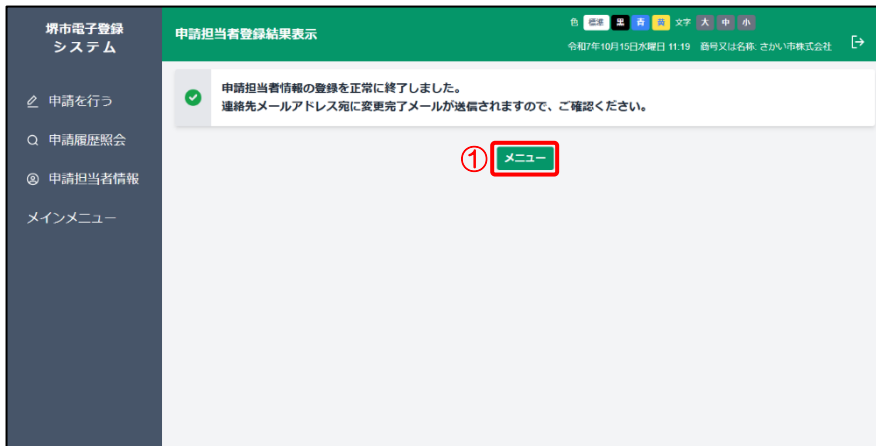 堺市電子登録
システム
申請を行う
申請履歴照会
申請担当者情報
メインメニュー
申請担当者登録結果表示
色 標準 黒 青 黄 文字 大 中 小
令和7年10月15日水曜日 11:19 商号又は名称: さかい市株式会社
申請担当者情報の登録を正常に終了しました。
連絡先メールアドレス宛に変更完了メールが送信されますので、ご確認ください。
① メニュー